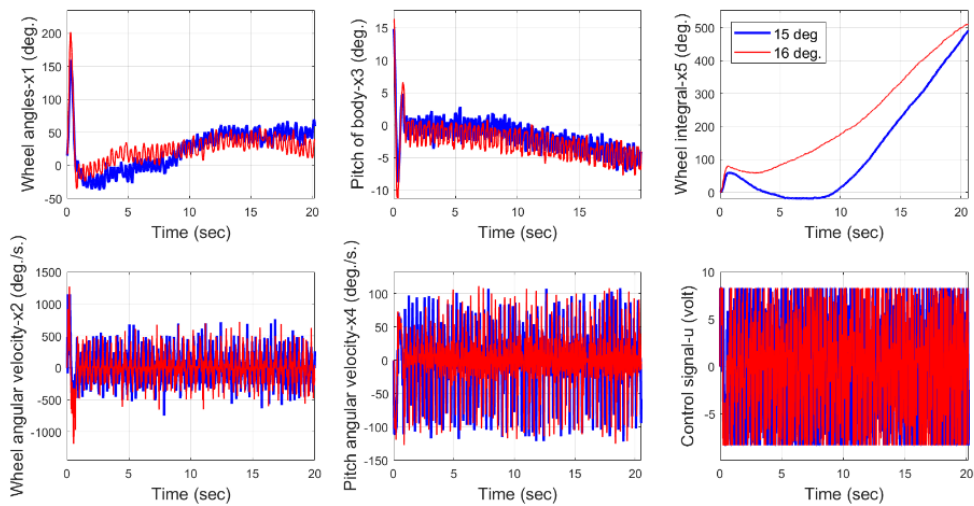 Wheel angles-x1 (deg.)
200
150
100
50
0
-50
0 5 10 15 20
Time (sec)
Pitch of body-x3 (deg.)
15
10
5
0
-5
-10
0 5 10 15
Time (sec)
Wheel integral-x5 (deg.)
500
400
300
200
100
0
0 5 10 15 20
Time (sec)
15 deg
16 deg.
Wheel angular velocity-x2 (deg./s.)
1500
1000
500
0
-500
-1000
0 5 10 15 20
Time (sec)
Pitch angular velocity-x4 (deg./s.)
100
50
0
-50
-100
-150
0 5 10 15 20
Time (sec)
Control signal-u (volt)
10
5
0
-5
0 5 10 15 20
Time (sec)